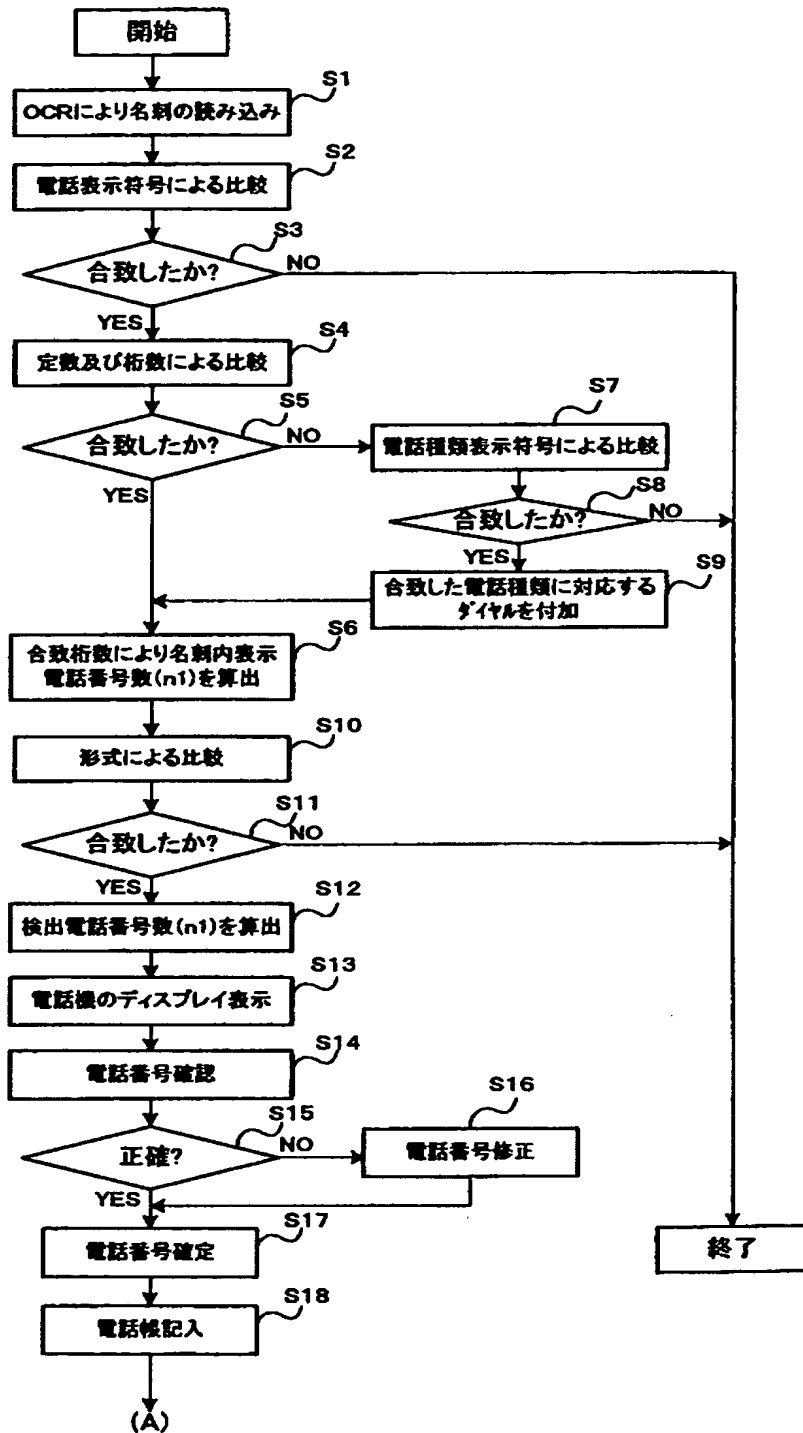 開始
S1
OCRにより名刺の読み込み
S2
電話表示符号による比較
S3
合致したか?
NO
YES
S4
定数及び桁数による比較
S5
合致したか?
NO
YES
S7
電話種類表示符号による比較
S8
合致したか?
NO
YES
S9
合致した電話種類に対応する
ダイヤルを付加
S6
合致桁数により名刺内表示
電話番号数(n1)を算出
S10
形式による比較
S11
合致したか?
NO
YES
S12
検出電話番号数(n1)を算出
S13
電話機のディスプレイ表示
S14
電話番号確認
S15
正確?
NO
YES
S16
電話番号修正
S17
電話番号確定
終了
S18
電話帳記入
(A)